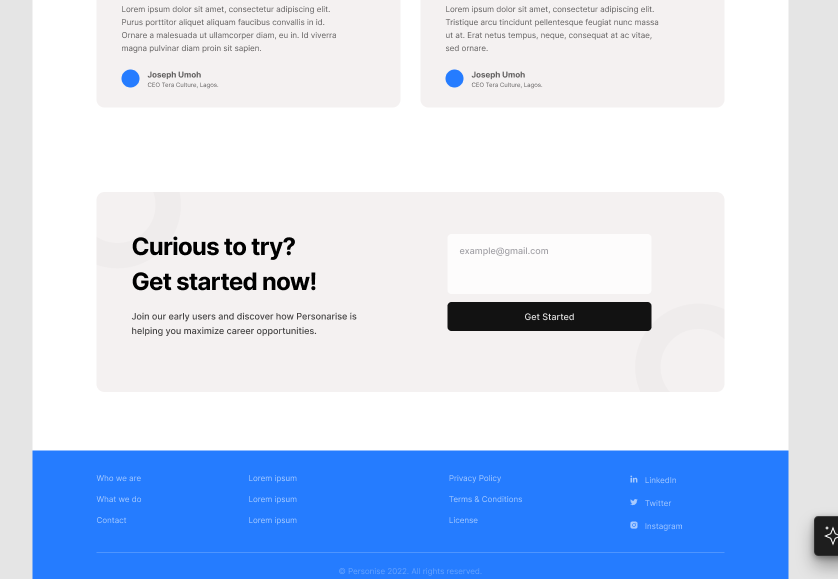 Lorem ipsum dolor sit amet, consectetur adipiscing elit.
Purus porttitor aliquet aliquam faucibus convallis in id.
Ornare a malesuada ut ullamcorper diam, eu in. Id viverra
magna pulvinar diam proin sit sapien.
Joseph Umoh
CEO Tera Culture, Lagos.
Lorem ipsum dolor sit amet, consectetur adipiscing elit.
Tristique arcu tincidunt pellentesque feugiat nunc massa
ut at. Erat netus tempus, neque, consequat at ac vitae,
sed ornare.
Joseph Umoh
CEO Tera Culture, Lagos.
Curious to try?
Get started now!
Join our early users and discover how Personarise is
helping you maximize career opportunities.
example@gmail.com
Get Started
Who we are
What we do
Contact
Lorem ipsum
Lorem ipsum
Lorem ipsum
Privacy Policy
Terms & Conditions
License
LinkedIn
Twitter
Instagram
© Personise 2022. All rights reserved.